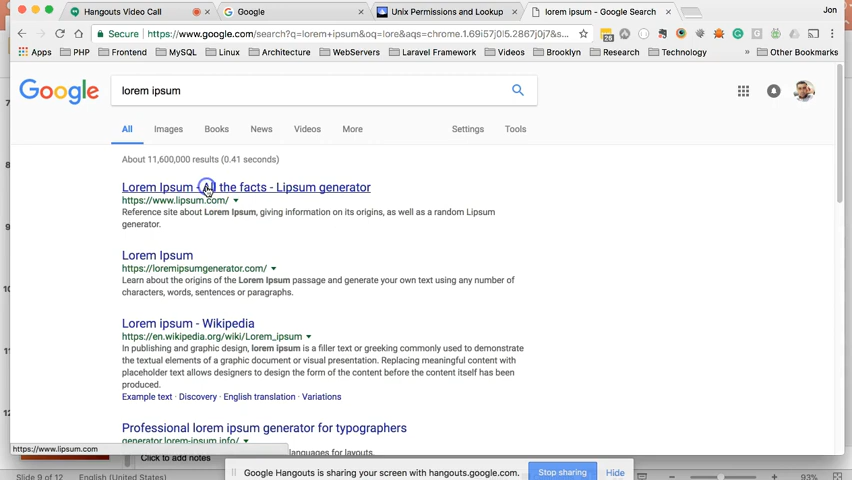 Hangouts Video Call
Google
Unix Permissions and Lookup
lorem ipsum - Google Search
Jon
Secure
https://www.google.com/search?q=lorem+ipsum&oq=lore&aqs=chrome.1.69i57j0l5.2867j0j7&s...
Apps
PHP
Frontend
MySQL
Linux
Architecture
WebServers
Laravel Framework
Videos
Brooklyn
Research
Technology
Other Bookmarks
Google
lorem ipsum
All
Images
Books
News
Videos
More
Settings
Tools
About 11,600,000 results (0.41 seconds)
Lorem Ipsum - All the facts - Lipsum generator
https://www.lipsum.com/
Reference site about Lorem Ipsum, giving information on its origins, as well as a random Lipsum
generator.
Lorem Ipsum
https://loremipsumgenerator.com/
Learn about the origins of the Lorem Ipsum passage and generate your own text using any number of
characters, words, sentences or paragraphs.
Lorem ipsum - Wikipedia
https://en.wikipedia.org/wiki/Lorem_ipsum
In publishing and graphic design, lorem ipsum is a filler text or greeking commonly used to demonstrate
the textual elements of a graphic document or visual presentation. Replacing meaningful content with
placeholder text allows designers to design the form of the content before the content itself has been
produced.
Example text · Discovery · English translation · Variations
Professional lorem ipsum generator for typographers
generator.lorem-ipsum.info/
https://www.lipsum.com
languages for layouts.
Click to add notes
Google Hangouts is sharing your screen with hangouts.google.com.
Stop sharing
Hide
Slide 9 of 12
English (United States)
93%